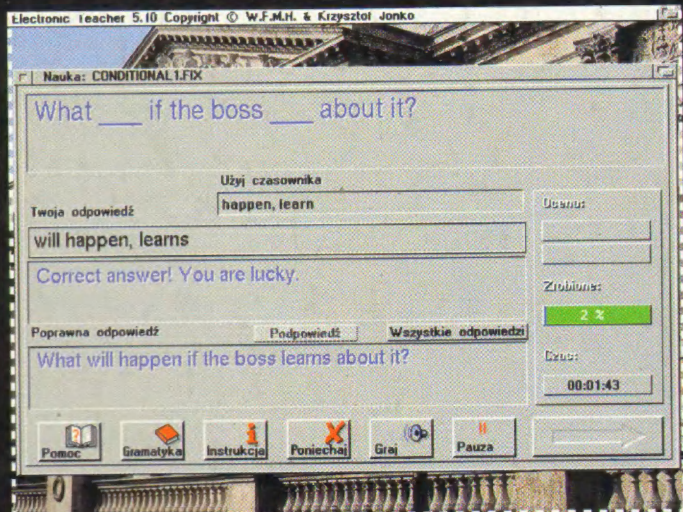 Electronic Teacher 5.10 Copyright © W.F.M.H. & Krzysztof Jonko
Nauka: CONDITIONAL1.FIX
What ___ if the boss ___ about it?
Użyj czasownika
happen, learn
Twoja odpowiedź
will happen, learns
Ocena:
Correct answer! You are lucky.
Zrobione:
2 %
Poprawna odpowiedź
Podpowiedź
Wszystkie odpowiedzi
What will happen if the boss learns about it?
Czas:
00:01:43
Pomoc
Gramatyka
Instrukcja
Poniechaj
Graj
Pauza